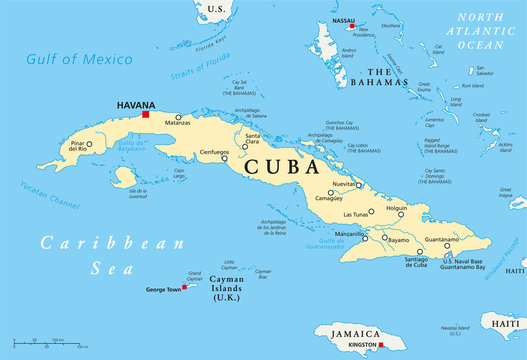 U.S.
Florida Keys
Gulf of Mexico
Straits of Florida
NASSAU
New
Providence
Andros
Island
Exuma Cays
Cat
Island
San
Salvador
NORTH
ATLANTIC
OCEAN
THE
BAHAMAS
Great
Exuma
Rum
Cay
Long
Island
Crooked
Island
Acklins
Island
Jumentos
Cays
Ragged
Island Range
(THE BAHAMAS)
Cay Sal
Bank
(THE BAHAMAS)
Guinchos Cay
(THE BAHAMAS)
Cay Lobos
(THE BAHAMAS)
Cay Santo
Domingo
(THE BAHAMAS)
Great
Inagua
HAVANA
Matanzas
Archipiélago
de Sabana
Archipiélago
de Camagüey
Pinar
del Río
Golfo de
Batabanó
Isla de la
Juventud
Cayo
Largo
Cienfuegos
Santa
Clara
CUBA
Nuevitas
Camagüey
Las Tunas
Holguín
Manzanillo
Bayamo
Guantánamo
Santiago
de Cuba
U.S. Naval Base
Guantanamo Bay
Golfo de
Guacanayabo
Archipiélago
de los Jardines
de la Reina
Yucatan Channel
Windward Passage
Caribbean
Sea
Little
Cayman
Cayman
Brac
Grand
Cayman
George Town
Cayman
Islands
(U.K.)
JAMAICA
KINGSTON
Navassa Island
(U.S.)
HAITI
HAITI
0 50 100 km
0 50 100 mi